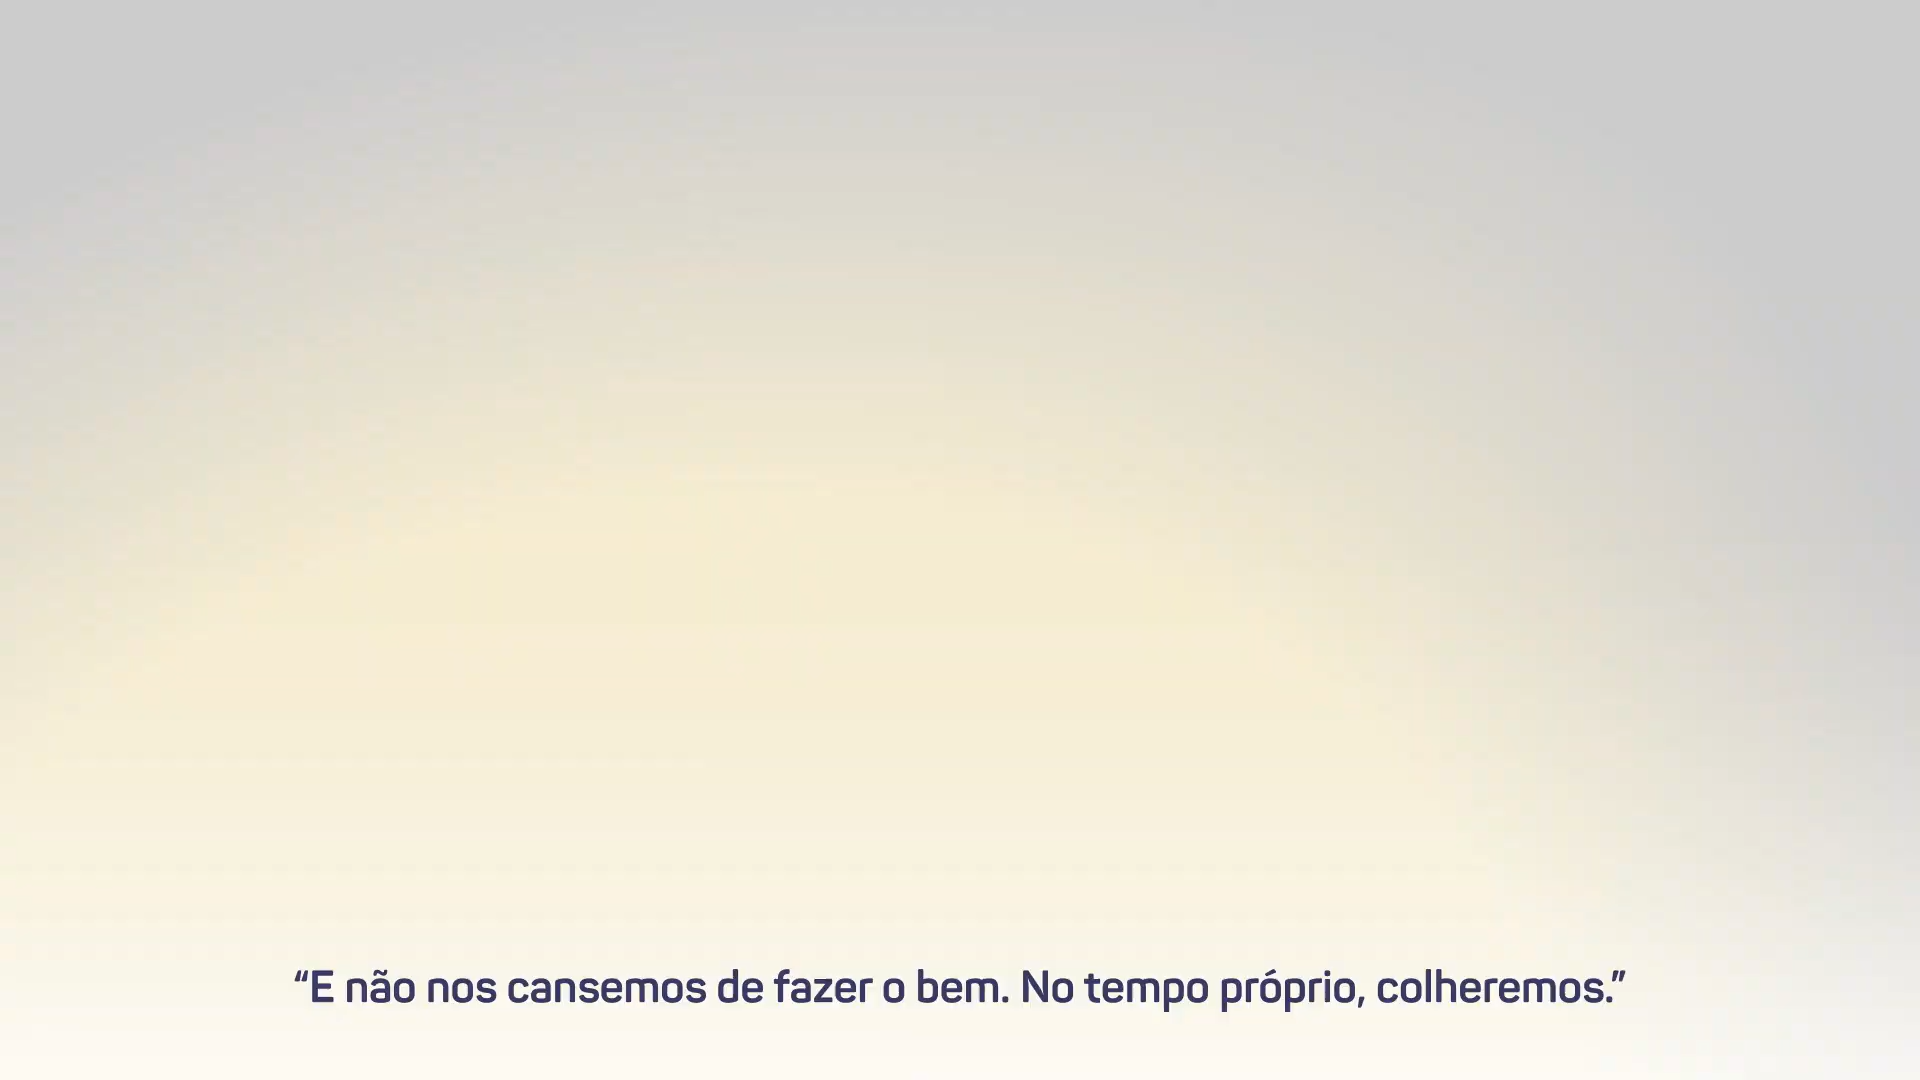 “E não nos cansemos de fazer o bem. No tempo próprio, colheremos.”